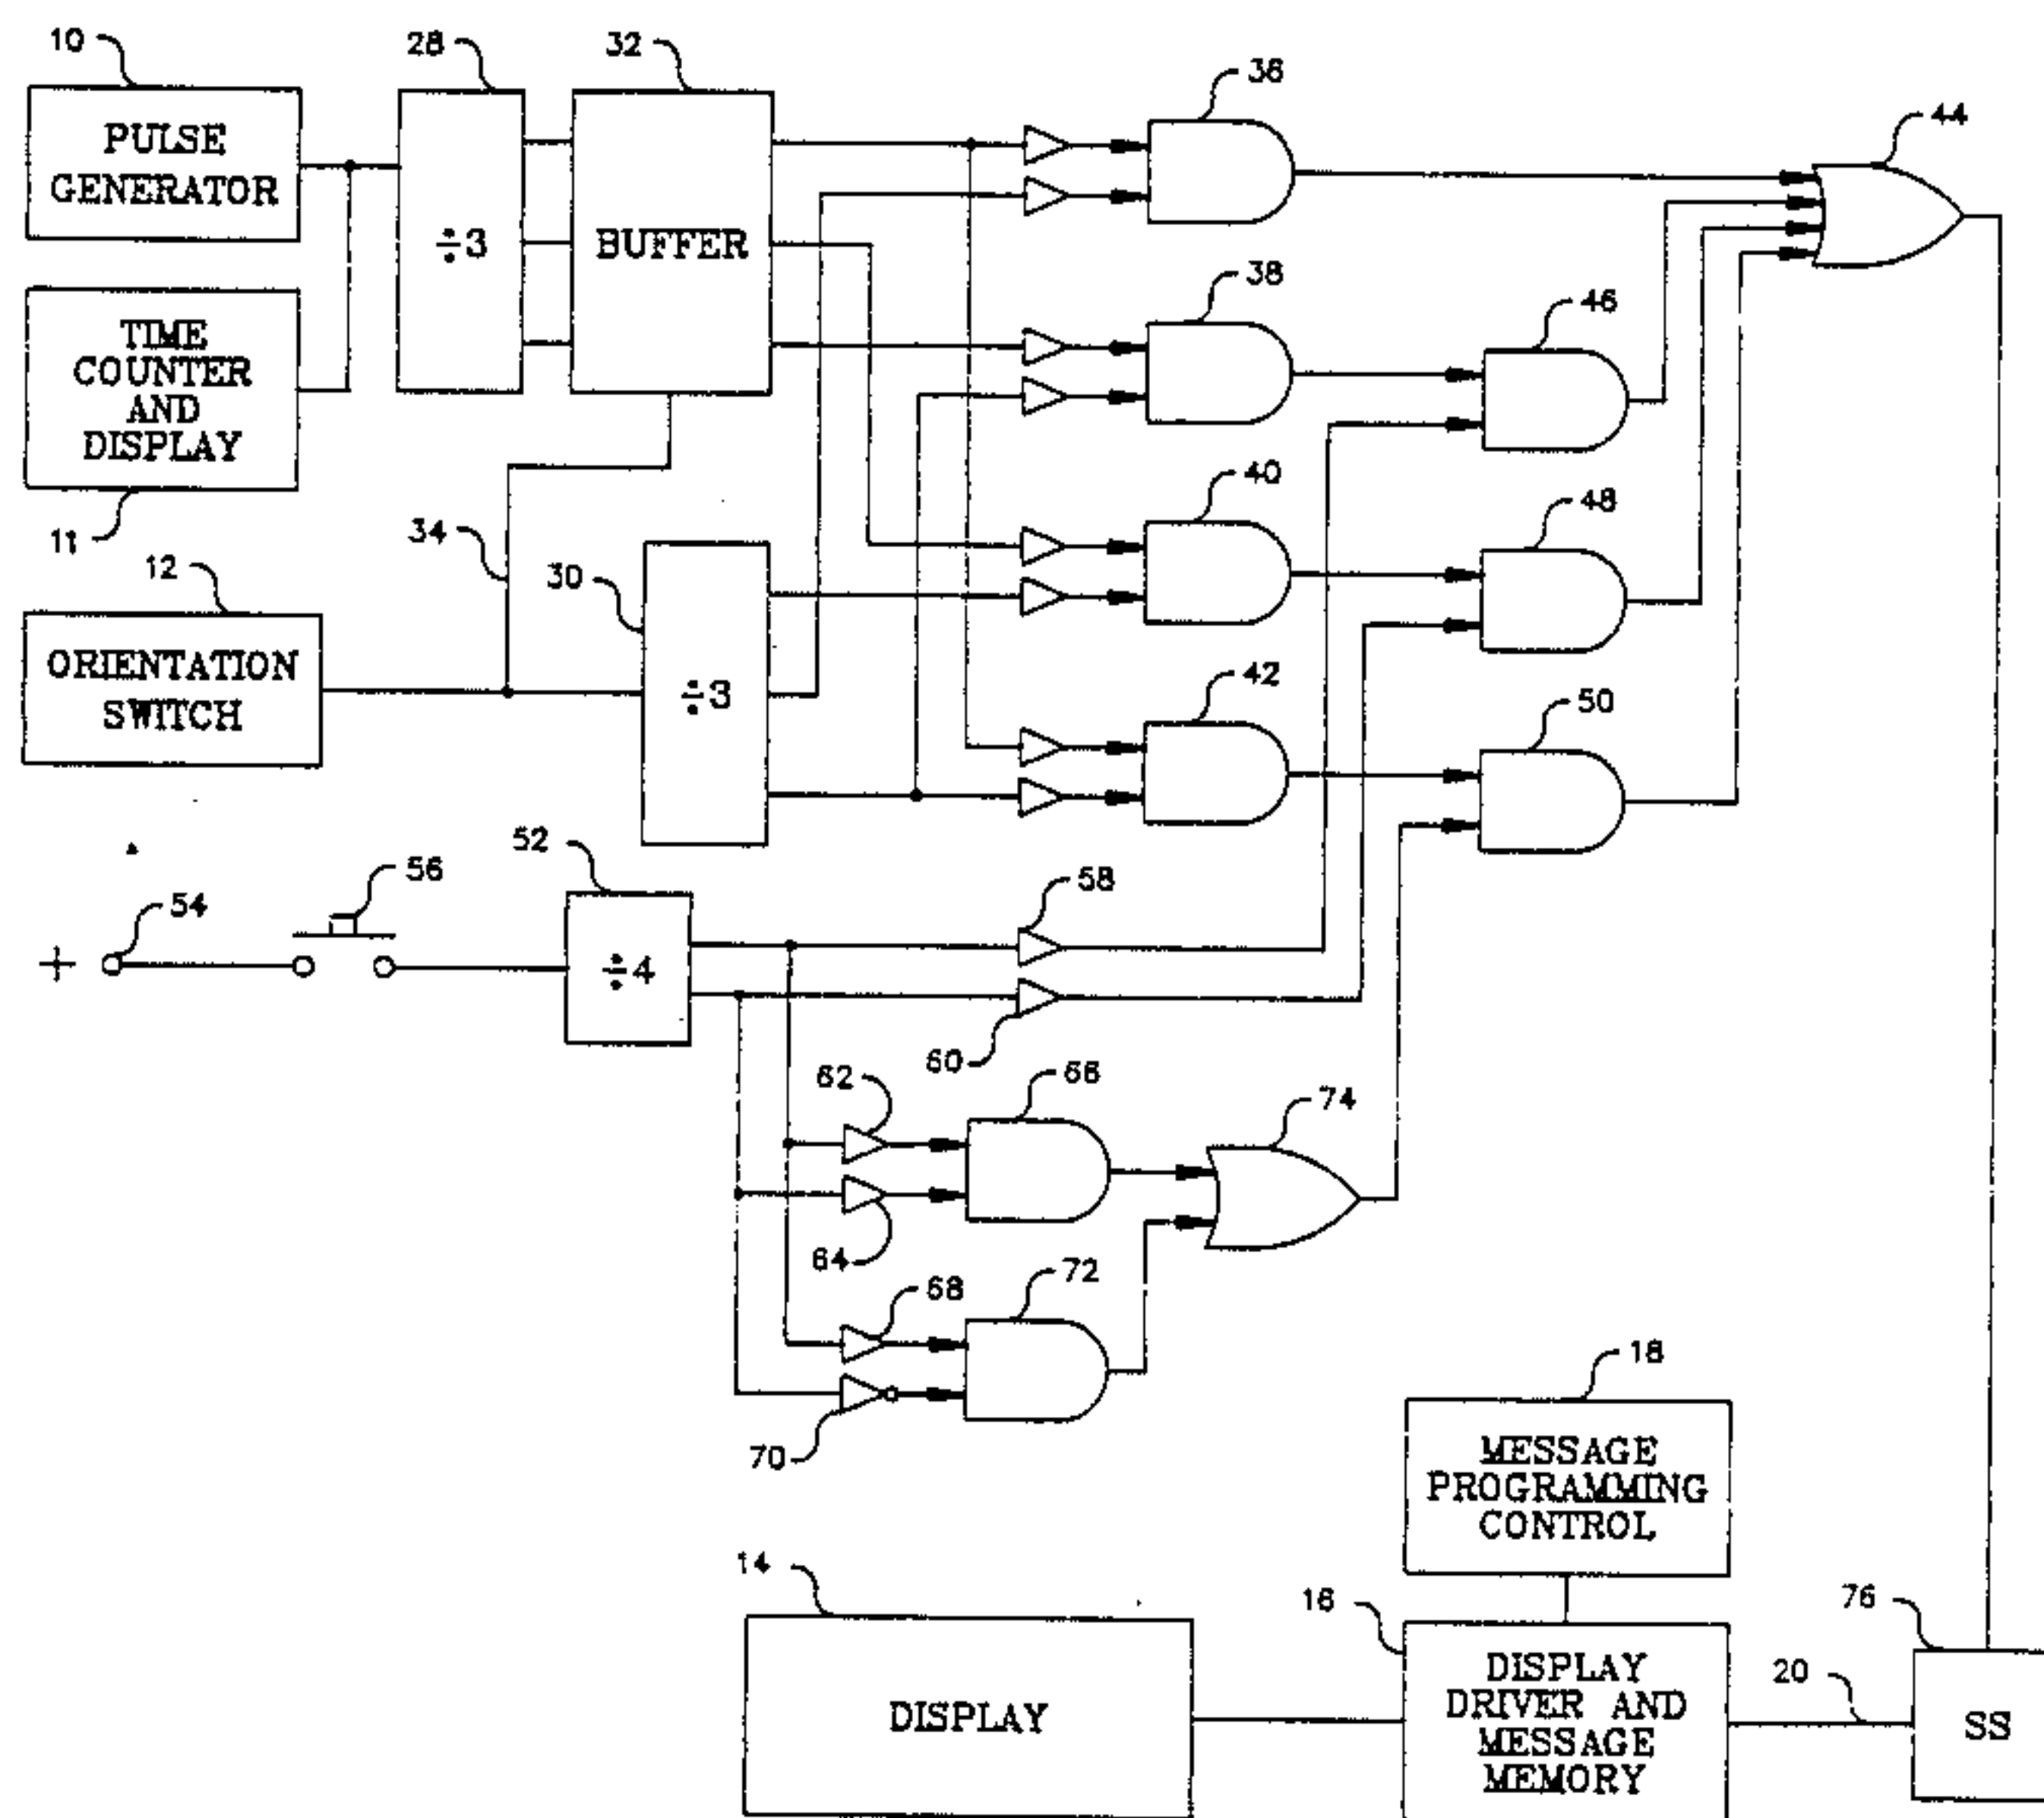 10
28
32
36
44
PULSE
GENERATOR
÷3
BUFFER
38
46
TIME
COUNTER
AND
DISPLAY
11
34
40
48
12
30
ORIENTATION
SWITCH
÷3
42
50
52
58
54
56
+
÷4
60
62
66
74
64
68
72
70
18
MESSAGE
PROGRAMMING
CONTROL
14
16
76
DISPLAY
DISPLAY
DRIVER AND
MESSAGE
MEMORY
20
SS